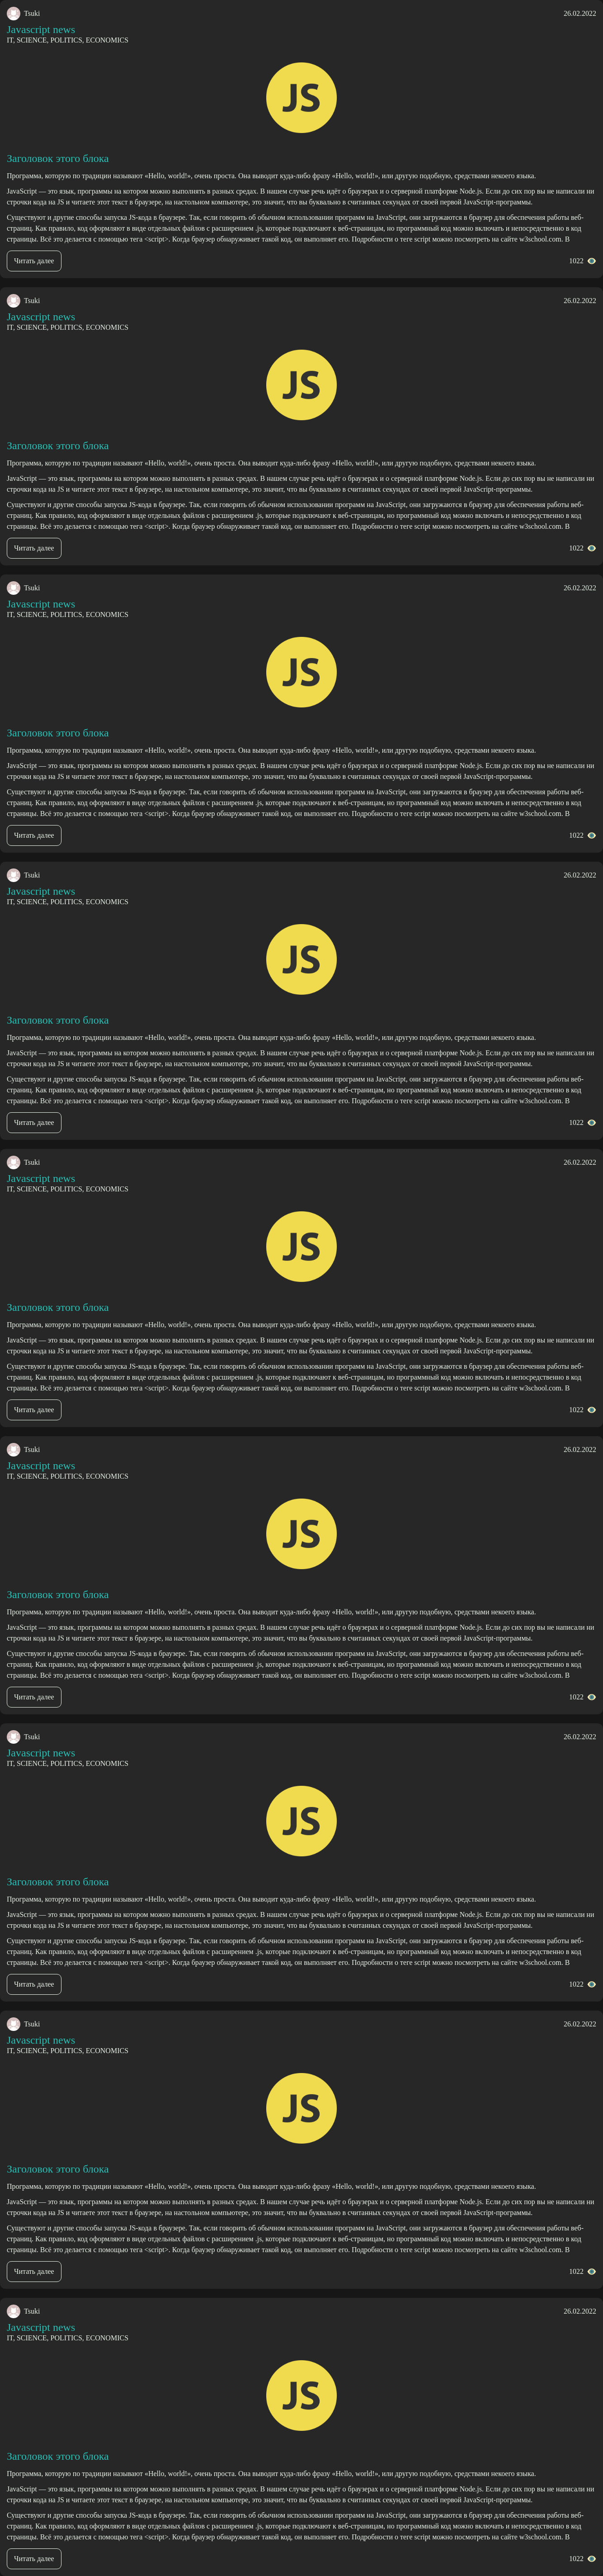 Tsuki 26.02.2022
Javascript news
IT, SCIENCE, POLITICS, ECONOMICS
JS
Заголовок этого блока
Программа, которую по традиции называют «Hello, world!», очень проста. Она выводит куда-либо фразу «Hello, world!», или другую подобную, средствами некоего языка.
JavaScript — это язык, программы на котором можно выполнять в разных средах. В нашем случае речь идёт о браузерах и о серверной платформе Node.js. Если до сих пор вы не написали ни
строчки кода на JS и читаете этот текст в браузере, на настольном компьютере, это значит, что вы буквально в считанных секундах от своей первой JavaScript-программы.
Существуют и другие способы запуска JS-кода в браузере. Так, если говорить об обычном использовании программ на JavaScript, они загружаются в браузер для обеспечения работы веб-
страниц. Как правило, код оформляют в виде отдельных файлов с расширением .js, которые подключают к веб-страницам, но программный код можно включать и непосредственно в код
страницы. Всё это делается с помощью тега <script>. Когда браузер обнаруживает такой код, он выполняет его. Подробности о теге script можно посмотреть на сайте w3school.com. В
Читать далее 1022
Tsuki 26.02.2022
Javascript news
IT, SCIENCE, POLITICS, ECONOMICS
JS
Заголовок этого блока
Программа, которую по традиции называют «Hello, world!», очень проста. Она выводит куда-либо фразу «Hello, world!», или другую подобную, средствами некоего языка.
JavaScript — это язык, программы на котором можно выполнять в разных средах. В нашем случае речь идёт о браузерах и о серверной платформе Node.js. Если до сих пор вы не написали ни
строчки кода на JS и читаете этот текст в браузере, на настольном компьютере, это значит, что вы буквально в считанных секундах от своей первой JavaScript-программы.
Существуют и другие способы запуска JS-кода в браузере. Так, если говорить об обычном использовании программ на JavaScript, они загружаются в браузер для обеспечения работы веб-
страниц. Как правило, код оформляют в виде отдельных файлов с расширением .js, которые подключают к веб-страницам, но программный код можно включать и непосредственно в код
страницы. Всё это делается с помощью тега <script>. Когда браузер обнаруживает такой код, он выполняет его. Подробности о теге script можно посмотреть на сайте w3school.com. В
Читать далее 1022
Tsuki 26.02.2022
Javascript news
IT, SCIENCE, POLITICS, ECONOMICS
JS
Заголовок этого блока
Программа, которую по традиции называют «Hello, world!», очень проста. Она выводит куда-либо фразу «Hello, world!», или другую подобную, средствами некоего языка.
JavaScript — это язык, программы на котором можно выполнять в разных средах. В нашем случае речь идёт о браузерах и о серверной платформе Node.js. Если до сих пор вы не написали ни
строчки кода на JS и читаете этот текст в браузере, на настольном компьютере, это значит, что вы буквально в считанных секундах от своей первой JavaScript-программы.
Существуют и другие способы запуска JS-кода в браузере. Так, если говорить об обычном использовании программ на JavaScript, они загружаются в браузер для обеспечения работы веб-
страниц. Как правило, код оформляют в виде отдельных файлов с расширением .js, которые подключают к веб-страницам, но программный код можно включать и непосредственно в код
страницы. Всё это делается с помощью тега <script>. Когда браузер обнаруживает такой код, он выполняет его. Подробности о теге script можно посмотреть на сайте w3school.com. В
Читать далее 1022
Tsuki 26.02.2022
Javascript news
IT, SCIENCE, POLITICS, ECONOMICS
JS
Заголовок этого блока
Программа, которую по традиции называют «Hello, world!», очень проста. Она выводит куда-либо фразу «Hello, world!», или другую подобную, средствами некоего языка.
JavaScript — это язык, программы на котором можно выполнять в разных средах. В нашем случае речь идёт о браузерах и о серверной платформе Node.js. Если до сих пор вы не написали ни
строчки кода на JS и читаете этот текст в браузере, на настольном компьютере, это значит, что вы буквально в считанных секундах от своей первой JavaScript-программы.
Существуют и другие способы запуска JS-кода в браузере. Так, если говорить об обычном использовании программ на JavaScript, они загружаются в браузер для обеспечения работы веб-
страниц. Как правило, код оформляют в виде отдельных файлов с расширением .js, которые подключают к веб-страницам, но программный код можно включать и непосредственно в код
страницы. Всё это делается с помощью тега <script>. Когда браузер обнаруживает такой код, он выполняет его. Подробности о теге script можно посмотреть на сайте w3school.com. В
Читать далее 1022
Tsuki 26.02.2022
Javascript news
IT, SCIENCE, POLITICS, ECONOMICS
JS
Заголовок этого блока
Программа, которую по традиции называют «Hello, world!», очень проста. Она выводит куда-либо фразу «Hello, world!», или другую подобную, средствами некоего языка.
JavaScript — это язык, программы на котором можно выполнять в разных средах. В нашем случае речь идёт о браузерах и о серверной платформе Node.js. Если до сих пор вы не написали ни
строчки кода на JS и читаете этот текст в браузере, на настольном компьютере, это значит, что вы буквально в считанных секундах от своей первой JavaScript-программы.
Существуют и другие способы запуска JS-кода в браузере. Так, если говорить об обычном использовании программ на JavaScript, они загружаются в браузер для обеспечения работы веб-
страниц. Как правило, код оформляют в виде отдельных файлов с расширением .js, которые подключают к веб-страницам, но программный код можно включать и непосредственно в код
страницы. Всё это делается с помощью тега <script>. Когда браузер обнаруживает такой код, он выполняет его. Подробности о теге script можно посмотреть на сайте w3school.com. В
Читать далее 1022
Tsuki 26.02.2022
Javascript news
IT, SCIENCE, POLITICS, ECONOMICS
JS
Заголовок этого блока
Программа, которую по традиции называют «Hello, world!», очень проста. Она выводит куда-либо фразу «Hello, world!», или другую подобную, средствами некоего языка.
JavaScript — это язык, программы на котором можно выполнять в разных средах. В нашем случае речь идёт о браузерах и о серверной платформе Node.js. Если до сих пор вы не написали ни
строчки кода на JS и читаете этот текст в браузере, на настольном компьютере, это значит, что вы буквально в считанных секундах от своей первой JavaScript-программы.
Существуют и другие способы запуска JS-кода в браузере. Так, если говорить об обычном использовании программ на JavaScript, они загружаются в браузер для обеспечения работы веб-
страниц. Как правило, код оформляют в виде отдельных файлов с расширением .js, которые подключают к веб-страницам, но программный код можно включать и непосредственно в код
страницы. Всё это делается с помощью тега <script>. Когда браузер обнаруживает такой код, он выполняет его. Подробности о теге script можно посмотреть на сайте w3school.com. В
Читать далее 1022
Tsuki 26.02.2022
Javascript news
IT, SCIENCE, POLITICS, ECONOMICS
JS
Заголовок этого блока
Программа, которую по традиции называют «Hello, world!», очень проста. Она выводит куда-либо фразу «Hello, world!», или другую подобную, средствами некоего языка.
JavaScript — это язык, программы на котором можно выполнять в разных средах. В нашем случае речь идёт о браузерах и о серверной платформе Node.js. Если до сих пор вы не написали ни
строчки кода на JS и читаете этот текст в браузере, на настольном компьютере, это значит, что вы буквально в считанных секундах от своей первой JavaScript-программы.
Существуют и другие способы запуска JS-кода в браузере. Так, если говорить об обычном использовании программ на JavaScript, они загружаются в браузер для обеспечения работы веб-
страниц. Как правило, код оформляют в виде отдельных файлов с расширением .js, которые подключают к веб-страницам, но программный код можно включать и непосредственно в код
страницы. Всё это делается с помощью тега <script>. Когда браузер обнаруживает такой код, он выполняет его. Подробности о теге script можно посмотреть на сайте w3school.com. В
Читать далее 1022
Tsuki 26.02.2022
Javascript news
IT, SCIENCE, POLITICS, ECONOMICS
JS
Заголовок этого блока
Программа, которую по традиции называют «Hello, world!», очень проста. Она выводит куда-либо фразу «Hello, world!», или другую подобную, средствами некоего языка.
JavaScript — это язык, программы на котором можно выполнять в разных средах. В нашем случае речь идёт о браузерах и о серверной платформе Node.js. Если до сих пор вы не написали ни
строчки кода на JS и читаете этот текст в браузере, на настольном компьютере, это значит, что вы буквально в считанных секундах от своей первой JavaScript-программы.
Существуют и другие способы запуска JS-кода в браузере. Так, если говорить об обычном использовании программ на JavaScript, они загружаются в браузер для обеспечения работы веб-
страниц. Как правило, код оформляют в виде отдельных файлов с расширением .js, которые подключают к веб-страницам, но программный код можно включать и непосредственно в код
страницы. Всё это делается с помощью тега <script>. Когда браузер обнаруживает такой код, он выполняет его. Подробности о теге script можно посмотреть на сайте w3school.com. В
Читать далее 1022
Tsuki 26.02.2022
Javascript news
IT, SCIENCE, POLITICS, ECONOMICS
JS
Заголовок этого блока
Программа, которую по традиции называют «Hello, world!», очень проста. Она выводит куда-либо фразу «Hello, world!», или другую подобную, средствами некоего языка.
JavaScript — это язык, программы на котором можно выполнять в разных средах. В нашем случае речь идёт о браузерах и о серверной платформе Node.js. Если до сих пор вы не написали ни
строчки кода на JS и читаете этот текст в браузере, на настольном компьютере, это значит, что вы буквально в считанных секундах от своей первой JavaScript-программы.
Существуют и другие способы запуска JS-кода в браузере. Так, если говорить об обычном использовании программ на JavaScript, они загружаются в браузер для обеспечения работы веб-
страниц. Как правило, код оформляют в виде отдельных файлов с расширением .js, которые подключают к веб-страницам, но программный код можно включать и непосредственно в код
страницы. Всё это делается с помощью тега <script>. Когда браузер обнаруживает такой код, он выполняет его. Подробности о теге script можно посмотреть на сайте w3school.com. В
Читать далее 1022